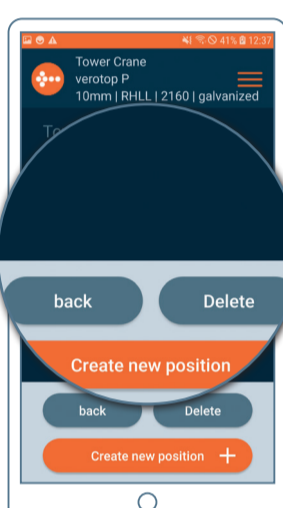 41% 12:37
Tower Crane
verotop P
10mm | RHLL | 2160 | galvanized
To
back Delete
Create new position
back Delete
Create new position +